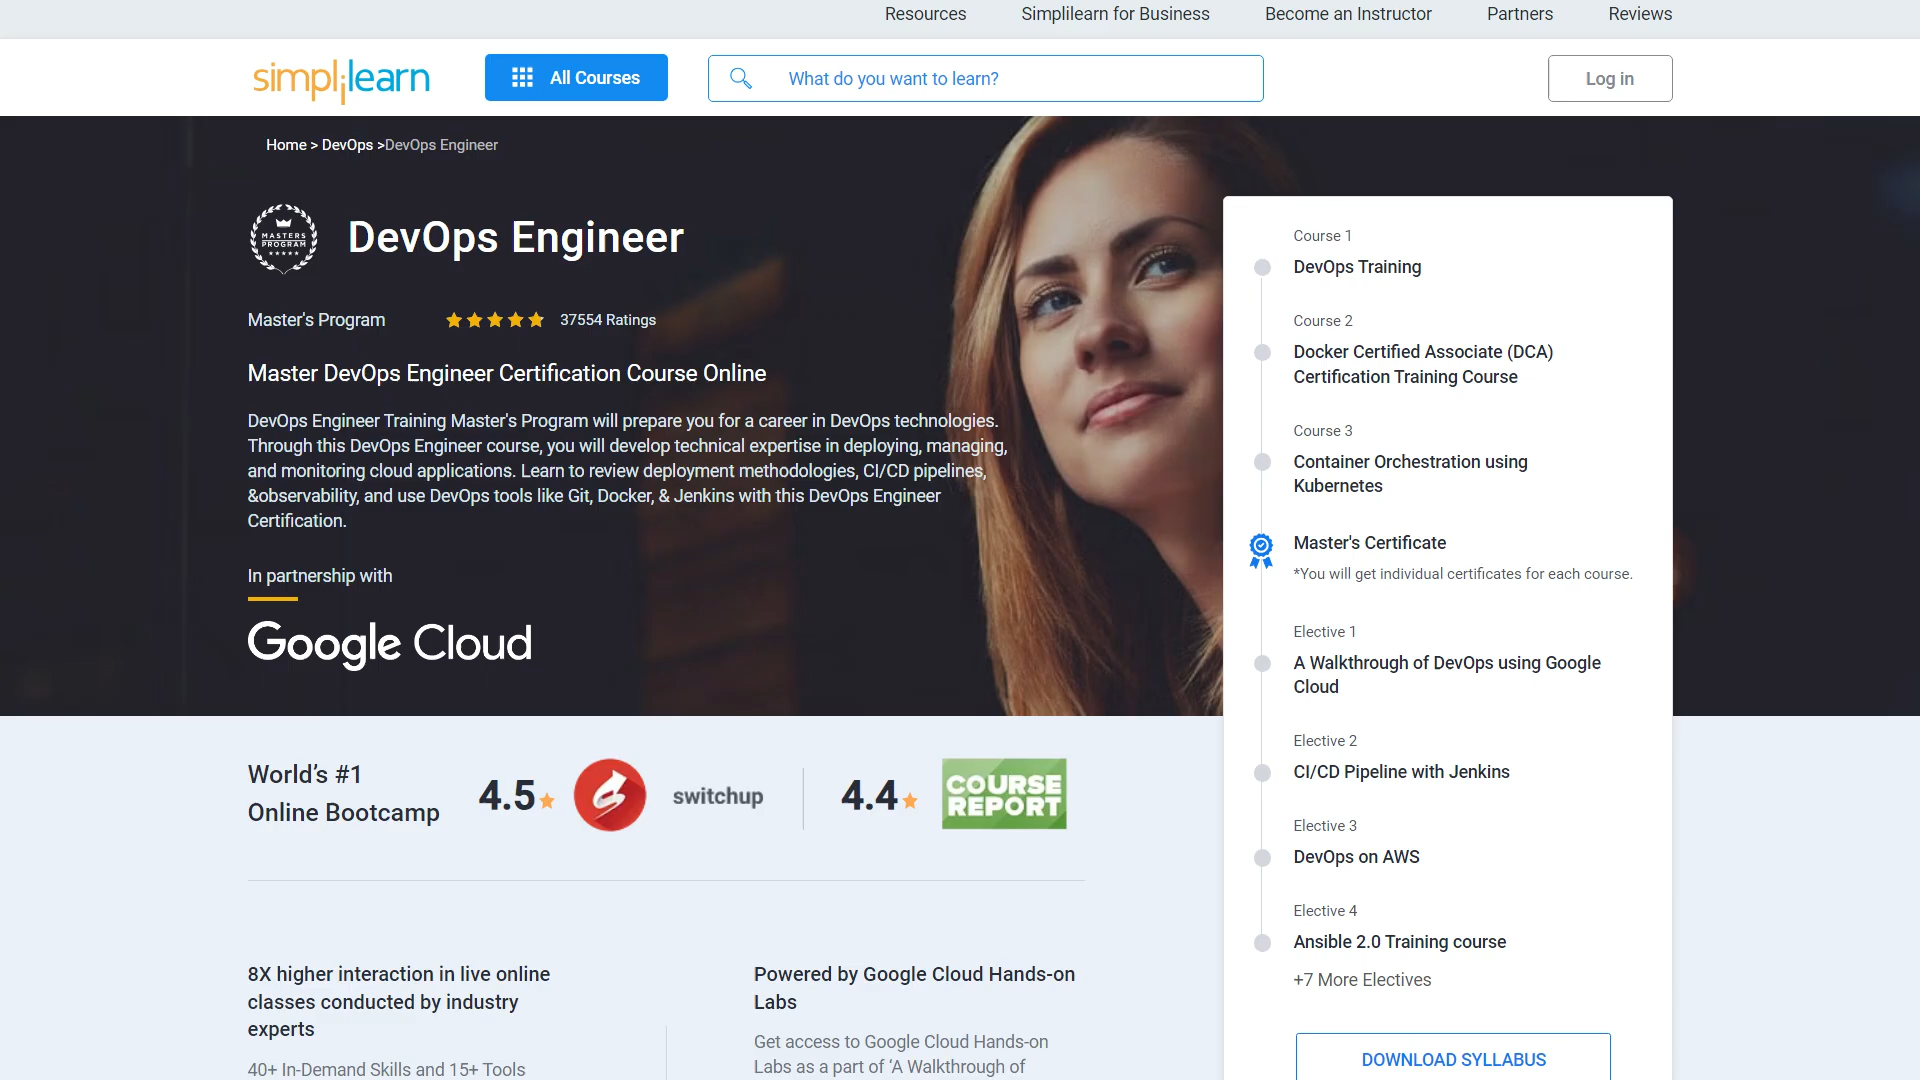 Resources Simplilearn for Business Become an Instructor Partners Reviews
simplilearn All Courses What do you want to learn? Log in
Home > DevOps >DevOps Engineer
MASTERS PROGRAM
DevOps Engineer
Master's Program 37554 Ratings
Master DevOps Engineer Certification Course Online
DevOps Engineer Training Master's Program will prepare you for a career in DevOps technologies.
Through this DevOps Engineer course, you will develop technical expertise in deploying, managing,
and monitoring cloud applications. Learn to review deployment methodologies, CI/CD pipelines,
&observability, and use DevOps tools like Git, Docker, & Jenkins with this DevOps Engineer
Certification.
In partnership with
Google Cloud
Course 1
DevOps Training
Course 2
Docker Certified Associate (DCA)
Certification Training Course
Course 3
Container Orchestration using
Kubernetes
Master's Certificate
*You will get individual certificates for each course.
Elective 1
A Walkthrough of DevOps using Google
Cloud
Elective 2
CI/CD Pipeline with Jenkins
Elective 3
DevOps on AWS
Elective 4
Ansible 2.0 Training course
+7 More Electives
DOWNLOAD SYLLABUS
World’s #1
Online Bootcamp
4.5 switchup
4.4 COURSE
REPORT
8X higher interaction in live online
classes conducted by industry
experts
40+ In-Demand Skills and 15+ Tools
Powered by Google Cloud Hands-on
Labs
Get access to Google Cloud Hands-on
Labs as a part of ‘A Walkthrough of